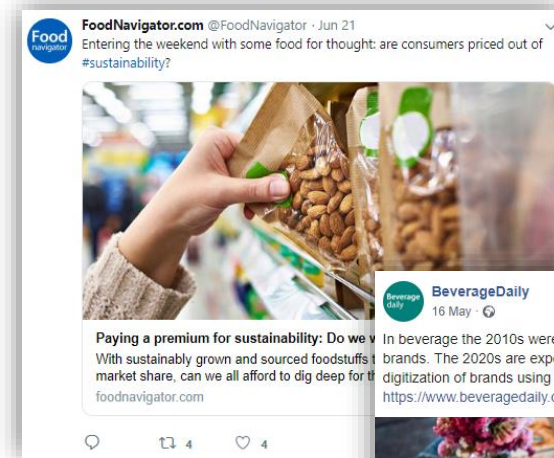 Food
navigator
FoodNavigator.com @FoodNavigator · Jun 21
Entering the weekend with some food for thought: are consumers priced out of
#sustainability?
Paying a premium for sustainability: Do we
With sustainably grown and sourced foodstuffs
market share, can we all afford to dig deep for
foodnavigator.com
4
4
Beverage
daily
BeverageDaily
16 May ·
In beverage the 2010s were
brands. The 2020s are
digitization of brands using
https://www.beveragedaily.